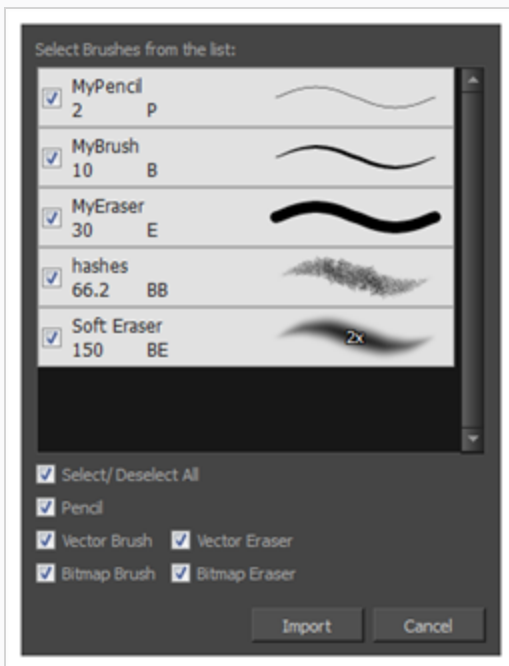 Select Brushes from the list:
MyPencil
2 P
MyBrush
10 B
MyEraser
30 E
hashes
66.2 BB
Soft Eraser
150 BE
2x
Select/Deselect All
Pencil
Vector Brush Vector Eraser
Bitmap Brush Bitmap Eraser
Import Cancel